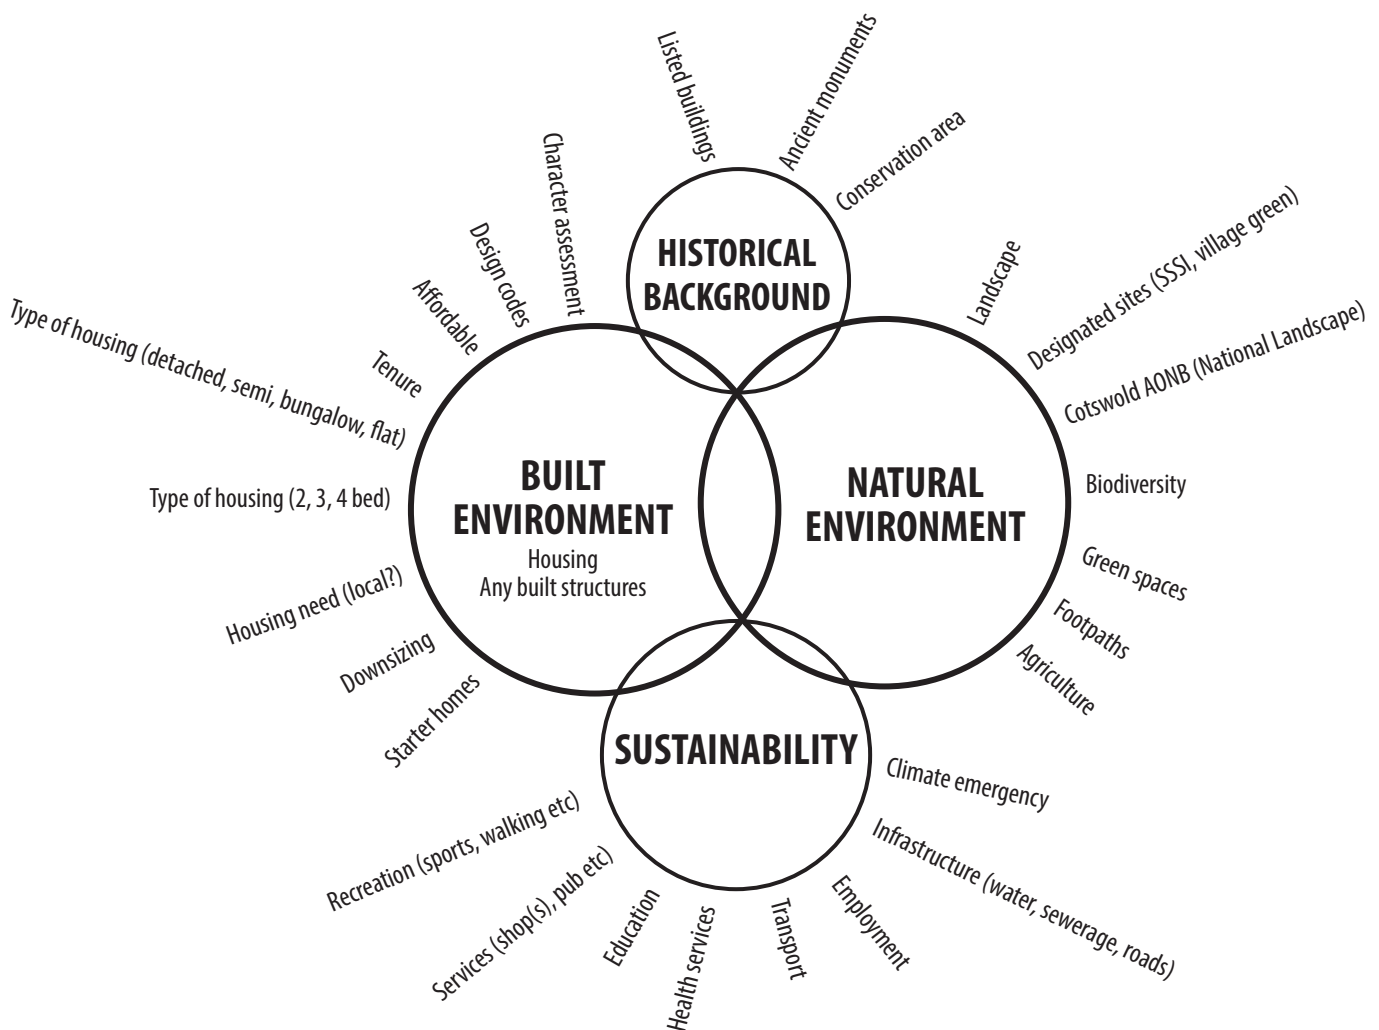 Listed buildings
Ancient monuments
Conservation area
HISTORICAL
BACKGROUND
Character assessment
Design codes
Affordable
Tenure
Type of housing (detached, semi, bungalow, flat)
Type of housing (2, 3, 4 bed)
Housing need (local?)
Downsizing
Starter homes
BUILT
ENVIRONMENT
Housing
Any built structures
NATURAL
ENVIRONMENT
Landscape
Designated sites (SSSI, village green)
Cotswold AONB (National Landscape)
Biodiversity
Green spaces
Footpaths
Agriculture
SUSTAINABILITY
Climate emergency
Infrastructure (water, sewerage, roads)
Employment
Transport
Health services
Education
Services (shop(s), pub etc)
Recreation (sports, walking etc)